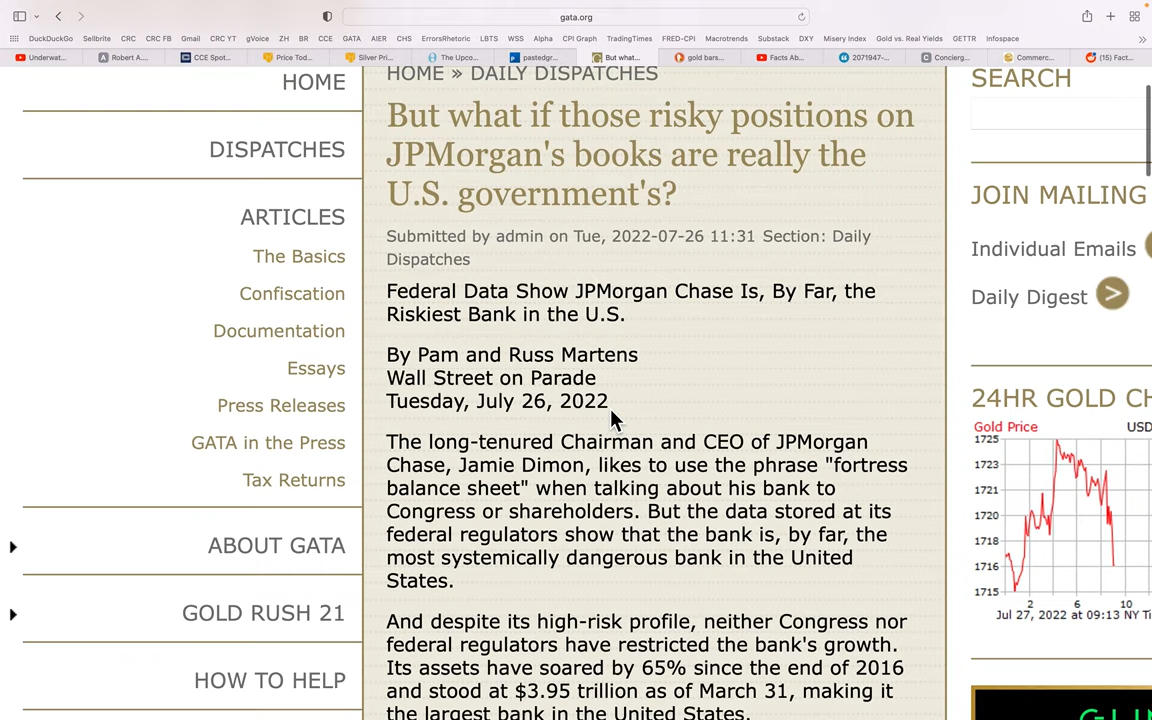 gata.org
DuckDuckGo Sellbrite CRC CRC FB Gmail CRC YT gVoice ZH BR CCE GATA AIER CHS ErrorsRhetoric LBTS WSS Alpha CPI Graph TradingTimes FRED-CPI Macrotrends Substack DXY Misery Index Gold vs. Real Yields GETTR Infospace
Underwat... Robert A.... CCE Spot... Price Tod... Silver Pri... The Upco... pastedgr... But what... gold bars... Facts Ab... 2071947-... Concierg... Commerc... (15) Fact...
HOME
DISPATCHES
ARTICLES
The Basics
Confiscation
Documentation
Essays
Press Releases
GATA in the Press
Tax Returns
ABOUT GATA
GOLD RUSH 21
HOW TO HELP
HOME » DAILY DISPATCHES
But what if those risky positions on
JPMorgan's books are really the
U.S. government's?
Submitted by admin on Tue, 2022-07-26 11:31 Section: Daily
Dispatches
Federal Data Show JPMorgan Chase Is, By Far, the
Riskiest Bank in the U.S.
By Pam and Russ Martens
Wall Street on Parade
Tuesday, July 26, 2022
The long-tenured Chairman and CEO of JPMorgan
Chase, Jamie Dimon, likes to use the phrase "fortress
balance sheet" when talking about his bank to
Congress or shareholders. But the data stored at its
federal regulators show that the bank is, by far, the
most systemically dangerous bank in the United
States.
And despite its high-risk profile, neither Congress nor
federal regulators have restricted the bank's growth.
Its assets have soared by 65% since the end of 2016
and stood at $3.95 trillion as of March 31, making it
the largest bank in the United States.
SEARCH
JOIN MAILING
Individual Emails
Daily Digest >
24HR GOLD C
Gold Price USD
1725
1723
1721
1720
1718
1716
1715
2 6 10
Jul 27, 2022 at 09:13 NY Ti